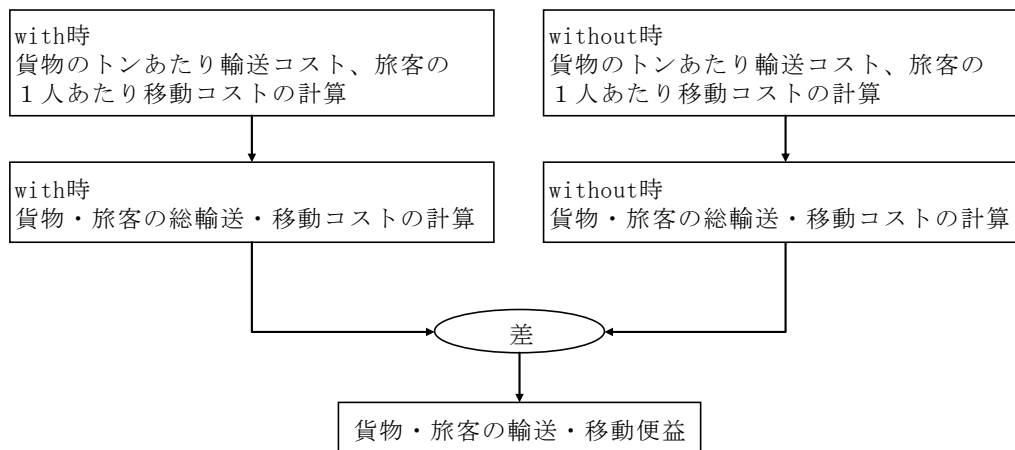 with時
貨物のトンあたり輸送コスト、旅客の
１人あたり移動コストの計算
without時
貨物のトンあたり輸送コスト、旅客の
１人あたり移動コストの計算
with時
貨物・旅客の総輸送・移動コストの計算
without時
貨物・旅客の総輸送・移動コストの計算
差
貨物・旅客の輸送・移動便益